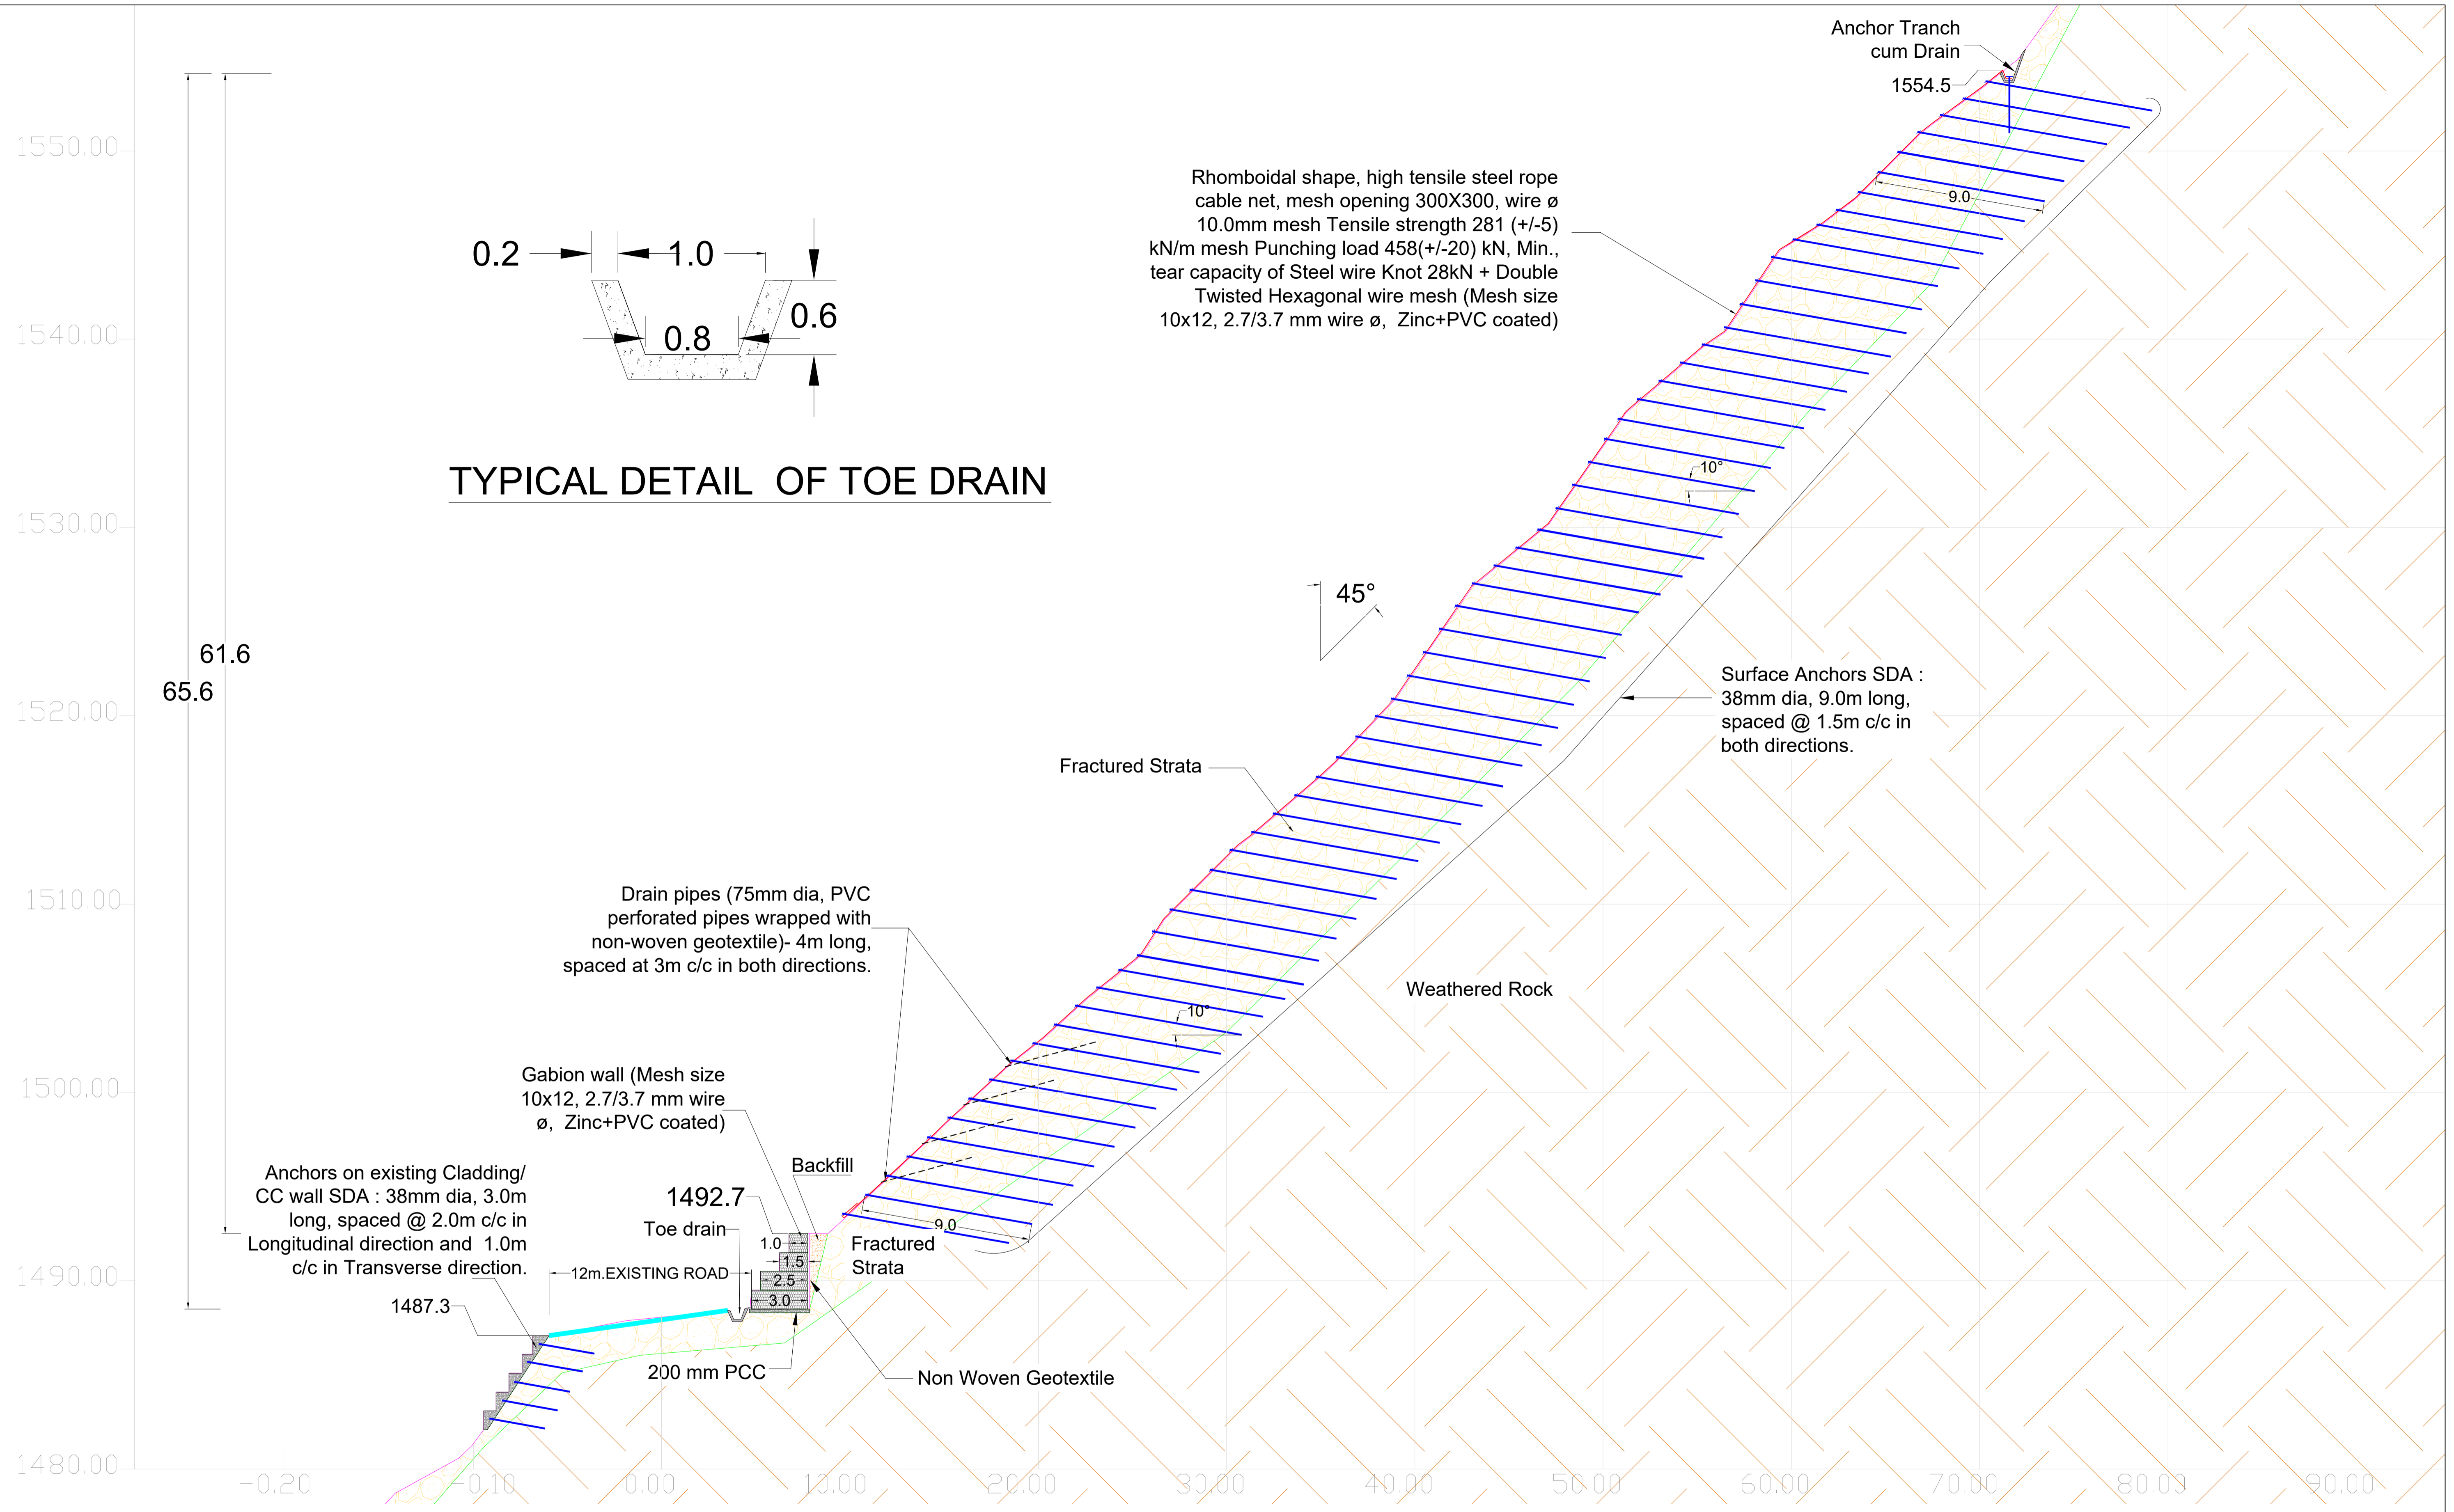 Anchor Tranch
cum Drain
1554.5
1550.00
1540.00
1530.00
1520.00
1510.00
1500.00
1490.00
1480.00
61.6
65.6
0.2
1.0
0.6
0.8
TYPICAL DETAIL OF TOE DRAIN
Rhomboidal shape, high tensile steel rope
cable net, mesh opening 300X300, wire ø
10.0mm mesh Tensile strength 281 (+/-5)
kN/m mesh Punching load 458(+/-20) kN, Min.,
tear capacity of Steel wire Knot 28kN + Double
Twisted Hexagonal wire mesh (Mesh size
10x12, 2.7/3.7 mm wire ø, Zinc+PVC coated)
9.0
10°
45°
Surface Anchors SDA :
38mm dia, 9.0m long,
spaced @ 1.5m c/c in
both directions.
Fractured Strata
Drain pipes (75mm dia, PVC
perforated pipes wrapped with
non-woven geotextile)- 4m long,
spaced at 3m c/c in both directions.
Weathered Rock
10°
Gabion wall (Mesh size
10x12, 2.7/3.7 mm wire
ø, Zinc+PVC coated)
Backfill
Anchors on existing Cladding/
CC wall SDA : 38mm dia, 3.0m
long, spaced @ 2.0m c/c in
Longitudinal direction and 1.0m
c/c in Transverse direction.
1492.7
Toe drain
9.0
1.0
1.5
2.5
3.0
Fractured
Strata
12m.EXISTING ROAD
1487.3
200 mm PCC
Non Woven Geotextile
-0.20
-0.10
0.00
10.00
20.00
30.00
40.00
50.00
60.00
70.00
80.00
90.00